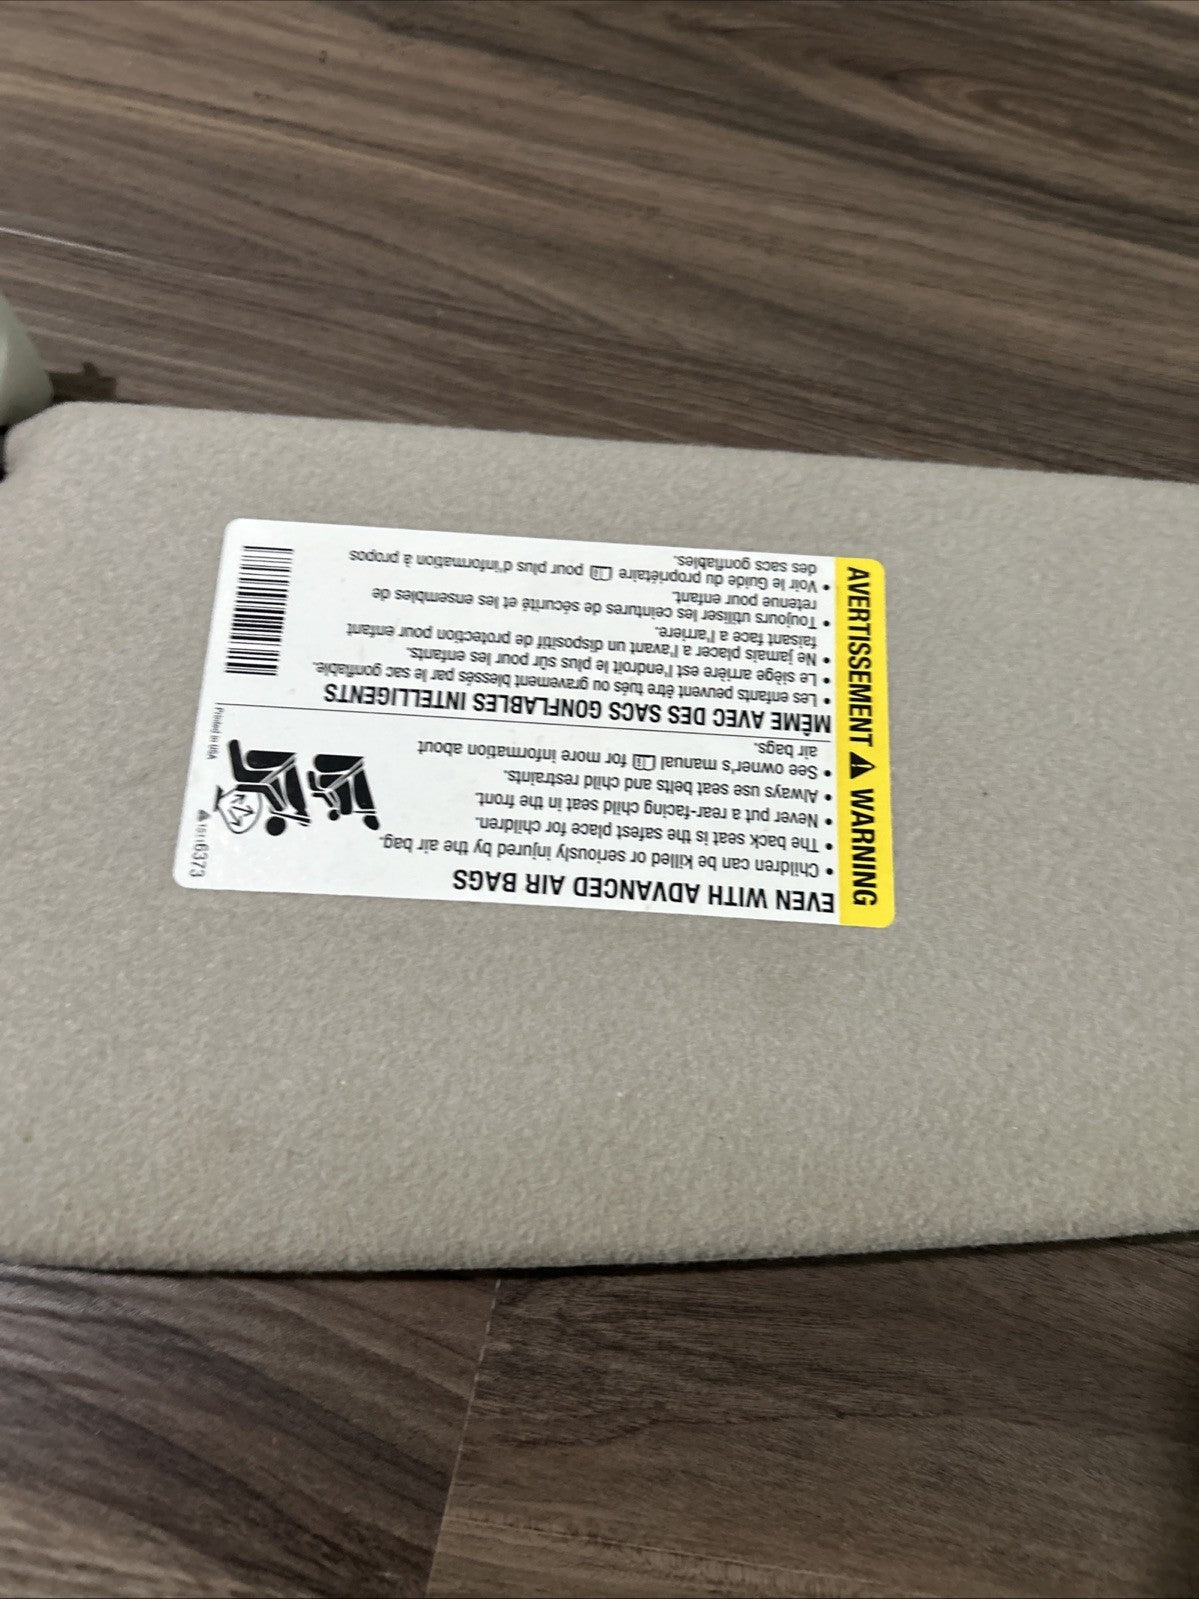 WARNING
AVERTISSEMENT
EVEN WITH ADVANCED AIR BAGS
• Children can be killed or seriously injured by the air bag.
• The back seat is the safest place for children.
• Never put a rear-facing child seat in the front.
• Always use seat belts and child restraints.
• See owner's manual for more information about
air bags.
MÊME AVEC DES SACS GONFLABLES INTELLIGENTS
• Les enfants peuvent être tués ou gravement blessés par le sac gonflable.
• Le siège arrière est l'endroit le plus sûr pour les enfants.
• Ne jamais placer a l'avant un dispositif de protection pour enfant
faisant face a l'arriere.
• Toujours utiliser les ceintures de sécurité et les ensembles de
retenue pour enfant.
• Voir le Guide du propriétaire pour plus d'information à propos
des sacs gonflables.
15116373
Printed in USA